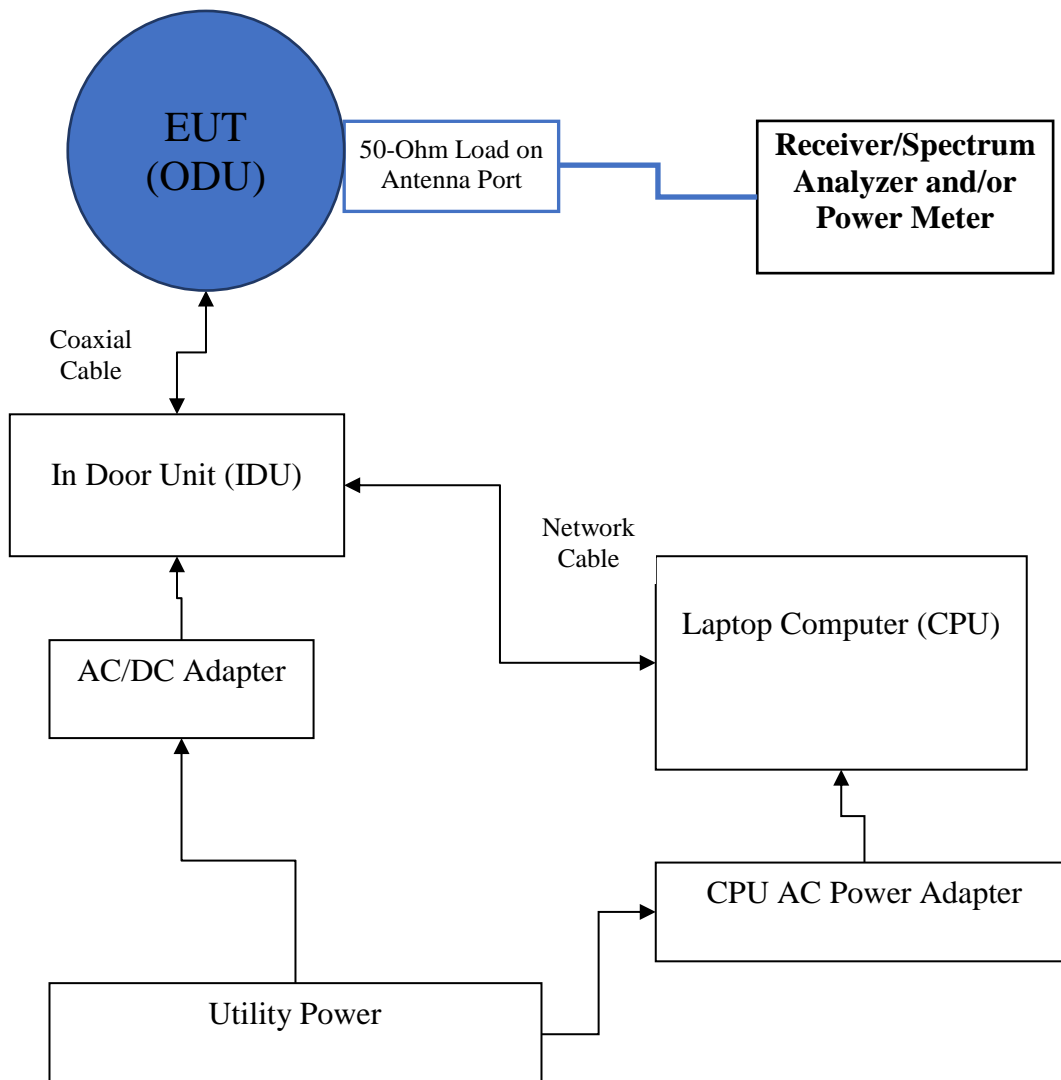 EUT
(ODU)
50-Ohm Load on
Antenna Port
Receiver/Spectrum
Analyzer and/or
Power Meter
Coaxial
Cable
In Door Unit (IDU)
Network
Cable
Laptop Computer (CPU)
AC/DC Adapter
CPU AC Power Adapter
Utility Power